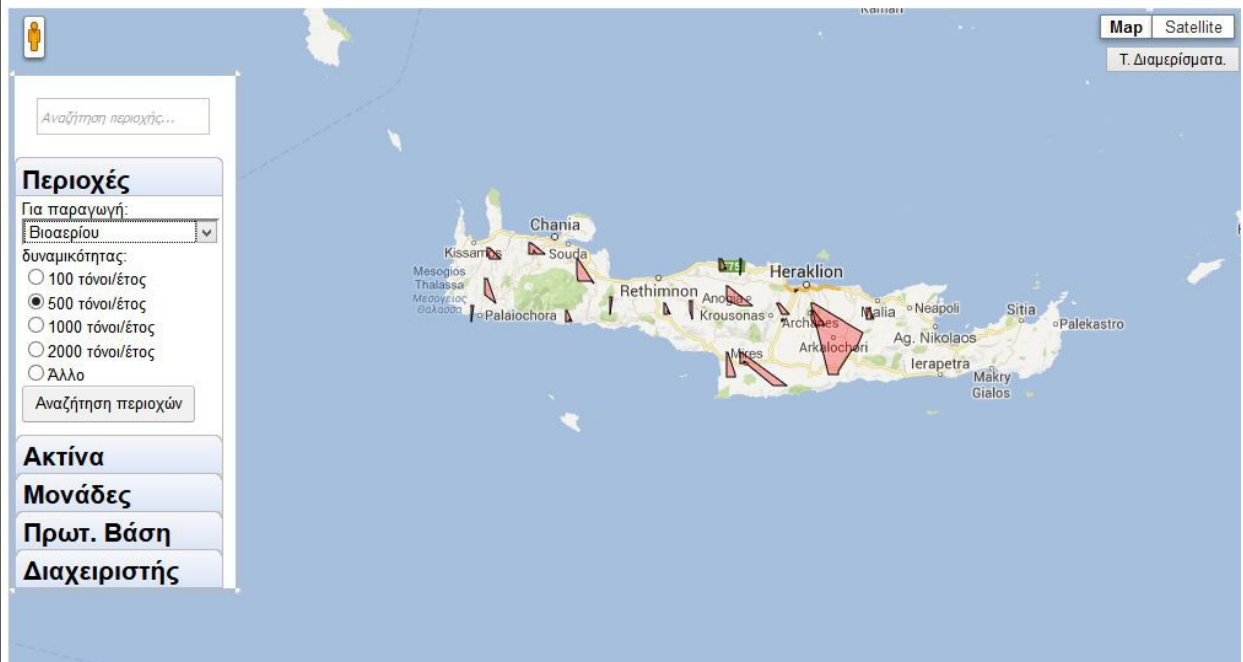 Map Satellite
Τ. Διαμερίσματα.
Αναζήτηση περιοχής...
Περιοχές
Για παραγωγή:
Βιοαερίου
δυναμικότητας:
100 τόνοι/έτος
500 τόνοι/έτος
1000 τόνοι/έτος
2000 τόνοι/έτος
Άλλο
Αναζήτηση περιοχών
Ακτίνα
Μονάδες
Πρωτ. Βάση
Διαχειριστής
Chania
Kissamos
Souda
Mesogios
Thalassa
Μεσόγειος
Θάλασσα
Palaiochora
Rethimnon
Heraklion
Anogia
Krousonas
Archanes
Malia
Neapoli
Sitia
Palekastro
Ag. Nikolaos
Arkalochori
Mires
Ierapetra
Makry
Gialos